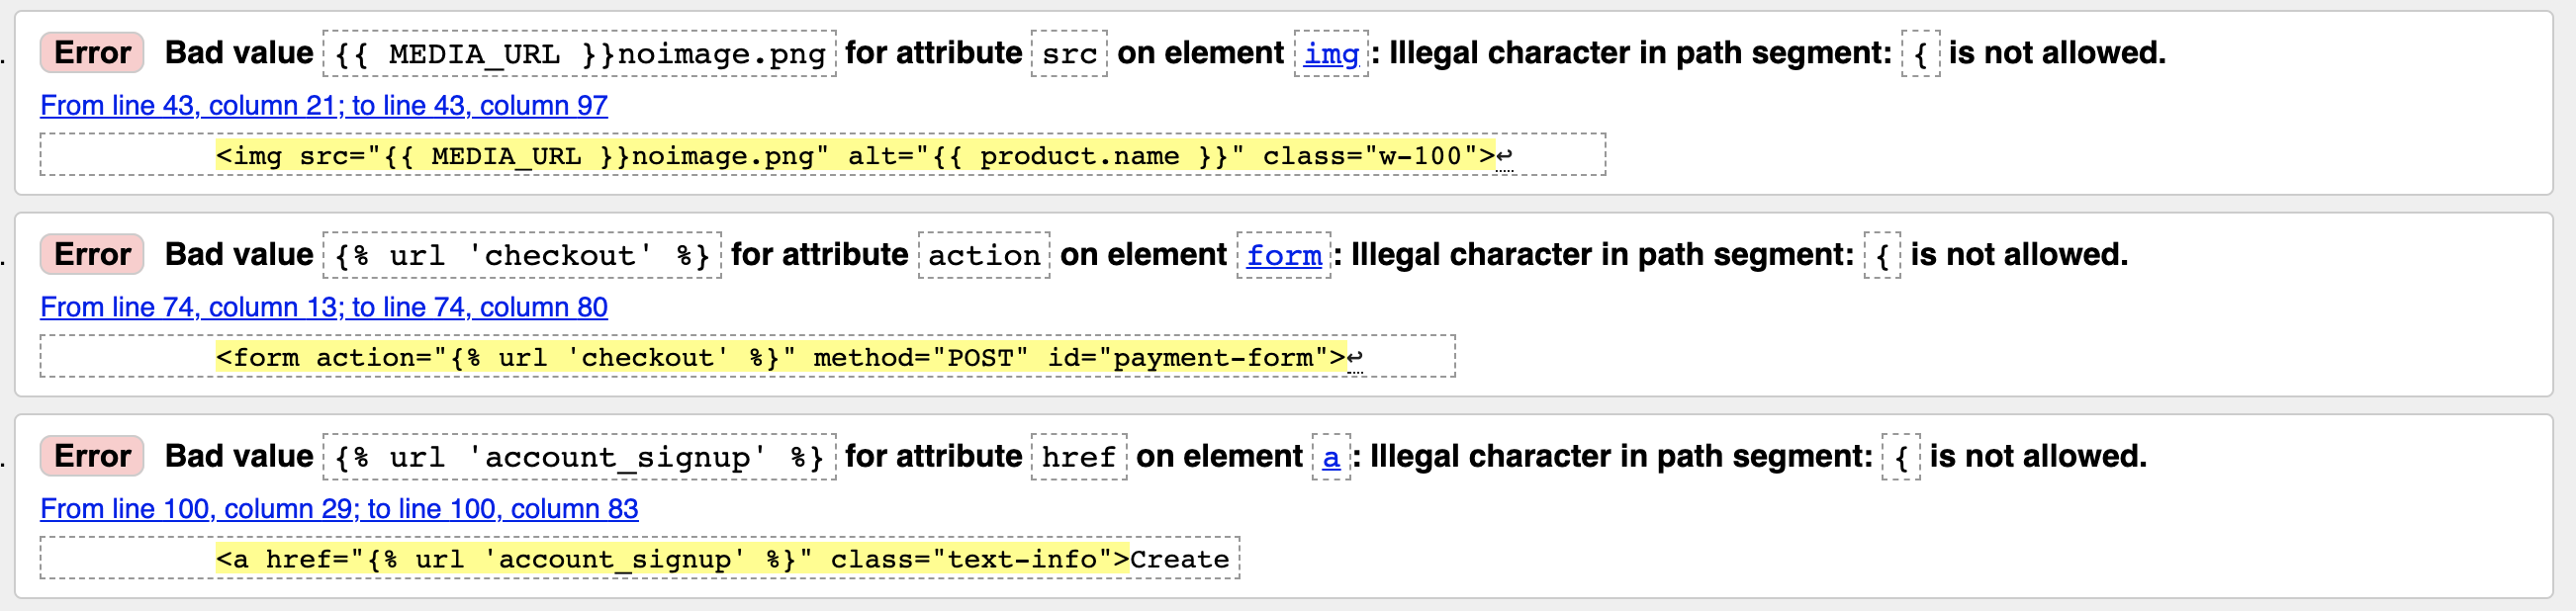 Error Bad value {{ MEDIA_URL }}noimage.png for attribute src on element img: Illegal character in path segment: { is not allowed.
From line 43, column 21; to line 43, column 97
<img src="{{ MEDIA_URL }}noimage.png" alt="{{ product.name }}" class="w-100">↩
Error Bad value {% url 'checkout' %} for attribute action on element form: Illegal character in path segment: { is not allowed.
From line 74, column 13; to line 74, column 80
<form action="{% url 'checkout' %}" method="POST" id="payment-form">↩
Error Bad value {% url 'account_signup' %} for attribute href on element a: Illegal character in path segment: { is not allowed.
From line 100, column 29; to line 100, column 83
<a href="{% url 'account_signup' %}" class="text-info">Create